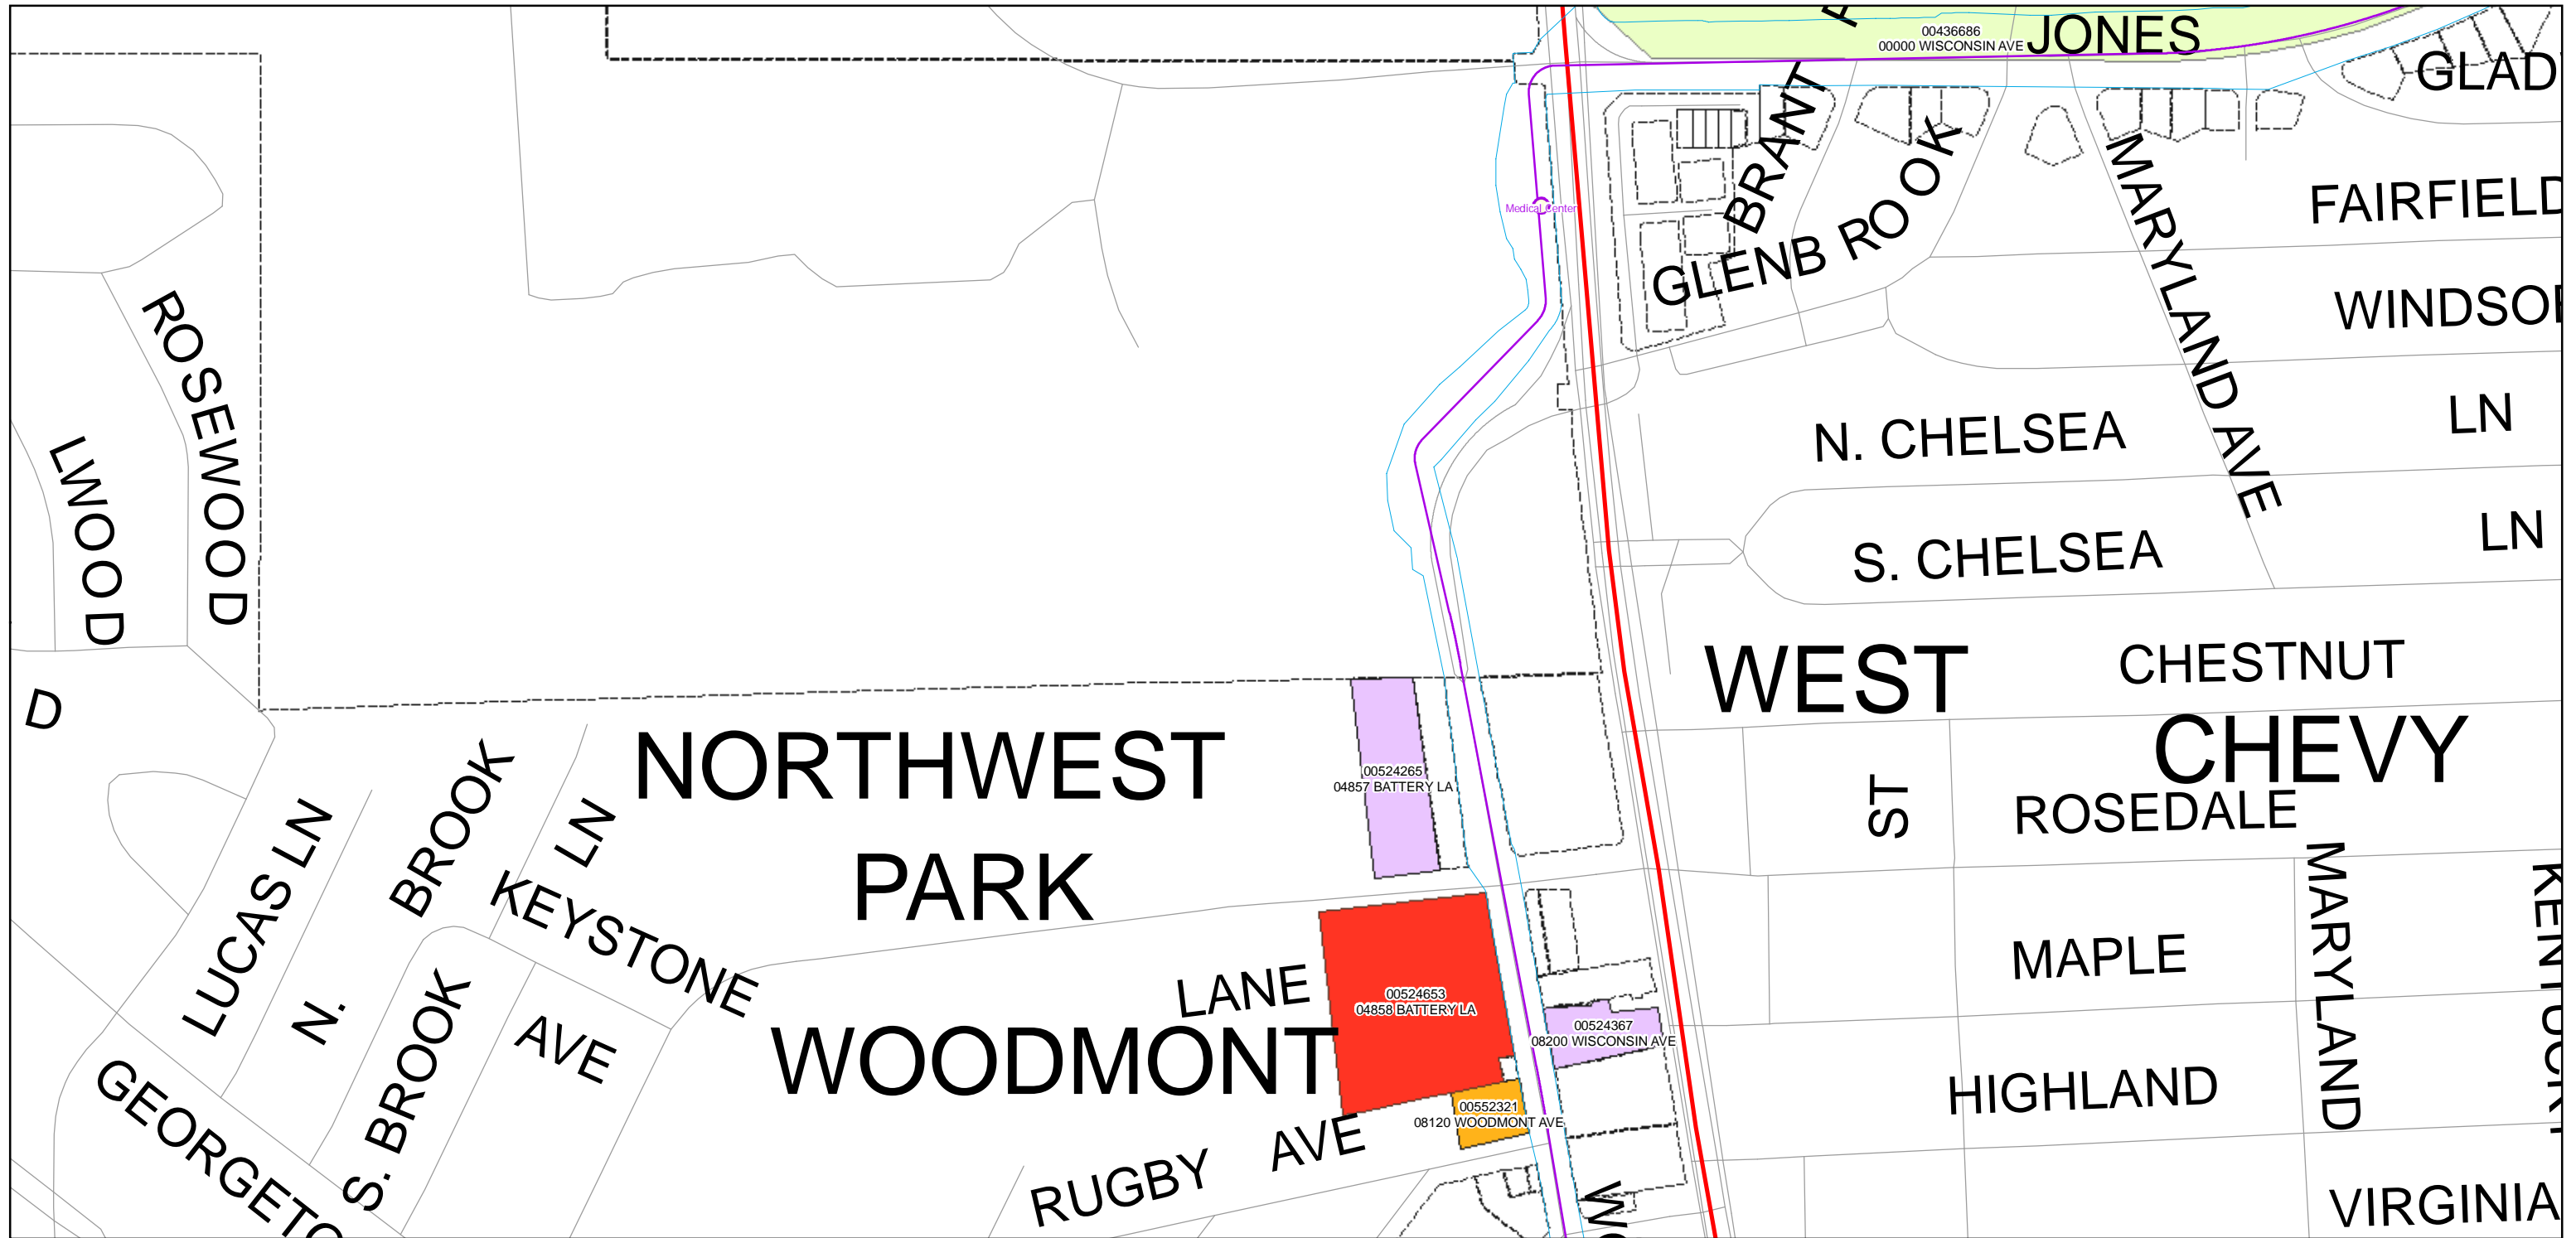 00436686
00000 WISCONSIN AVE
JONES
GLAD
BRANT
GLENB ROOK
MARYLAND AVE
FAIRFIELD
Medical Center
WINDSOR
ROSEWOOD
LWOOD
N. CHELSEA
LN
S. CHELSEA
LN
WEST
CHESTNUT
D
NORTHWEST
CHEVY
00524265
04857 BATTERY LA
ST
ROSEDALE
LUCAS LN
N. BROOK
LN
KEYSTONE
AVE
PARK
MARYLAND
KENTUCKY
MAPLE
LANE
00524653
04858 BATTERY LA
WOODMONT
00524367
08200 WISCONSIN AVE
S. BROOK
GEORGETO
HIGHLAND
00552321
08120 WOODMONT AVE
RUGBY AVE
WO
VIRGINIA